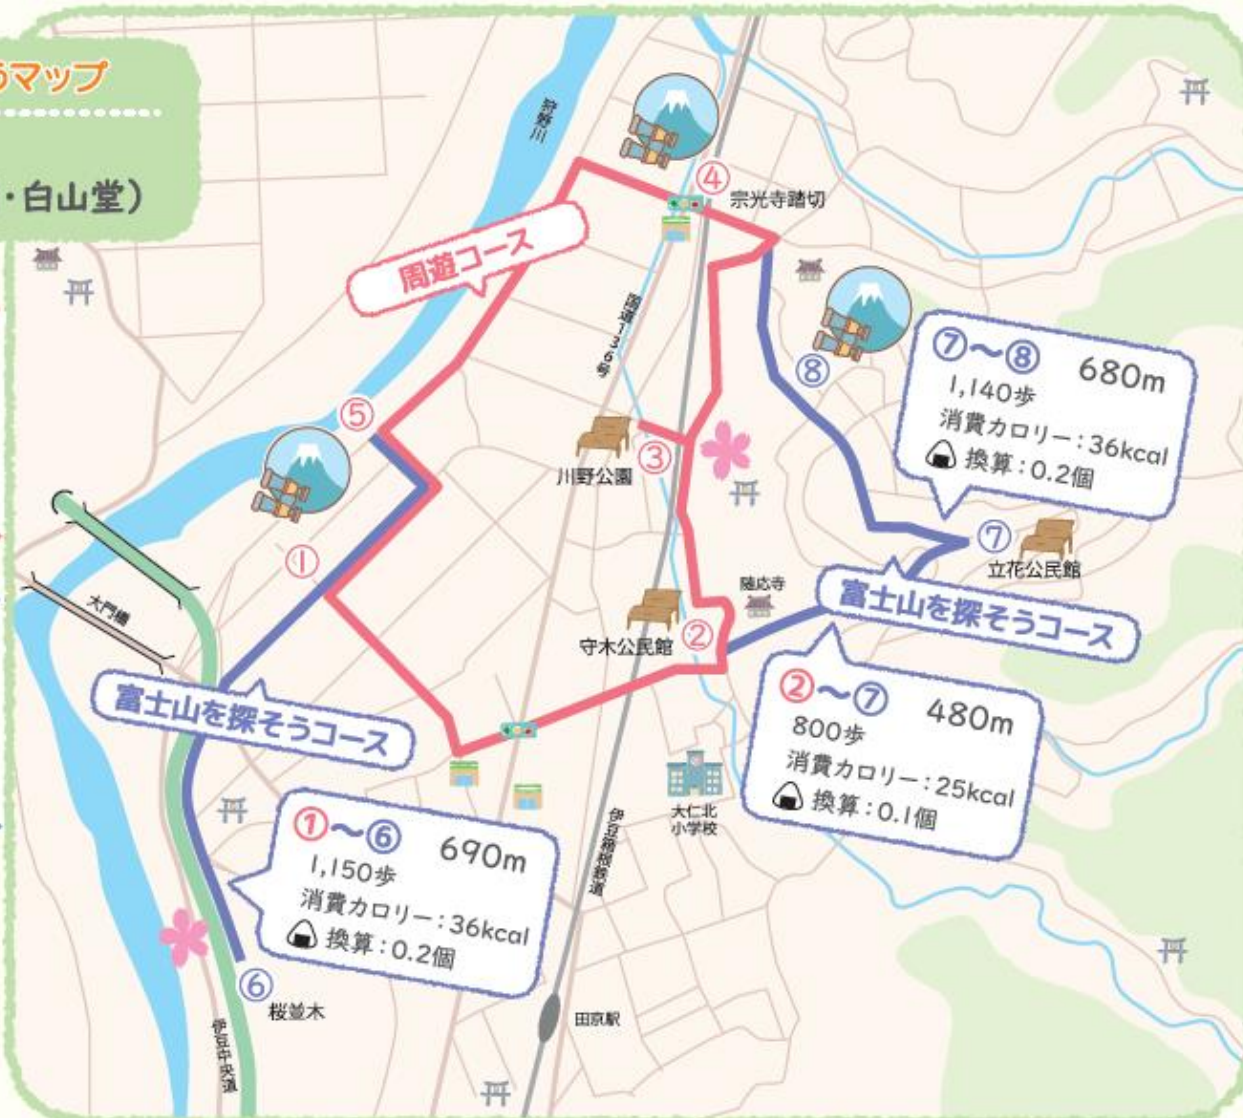 うマップ
・白山堂）
狩野川
④
宗光寺踏切
周遊コース
国道136号
⑧
⑦～⑧ 680m
1,140歩
消費カロリー：36kcal
換算：0.2個
⑤
③
川野公園
⑦
立花公民館
①
大門橋
随応寺
富士山を探そうコース
守木公民館
②
②～⑦ 480m
800歩
消費カロリー：25kcal
換算：0.1個
富士山を探そうコース
大仁北
小学校
①～⑥ 690m
1,150歩
消費カロリー：36kcal
換算：0.2個
伊豆箱根鉄道
⑥
桜並木
田京駅
伊豆中央道